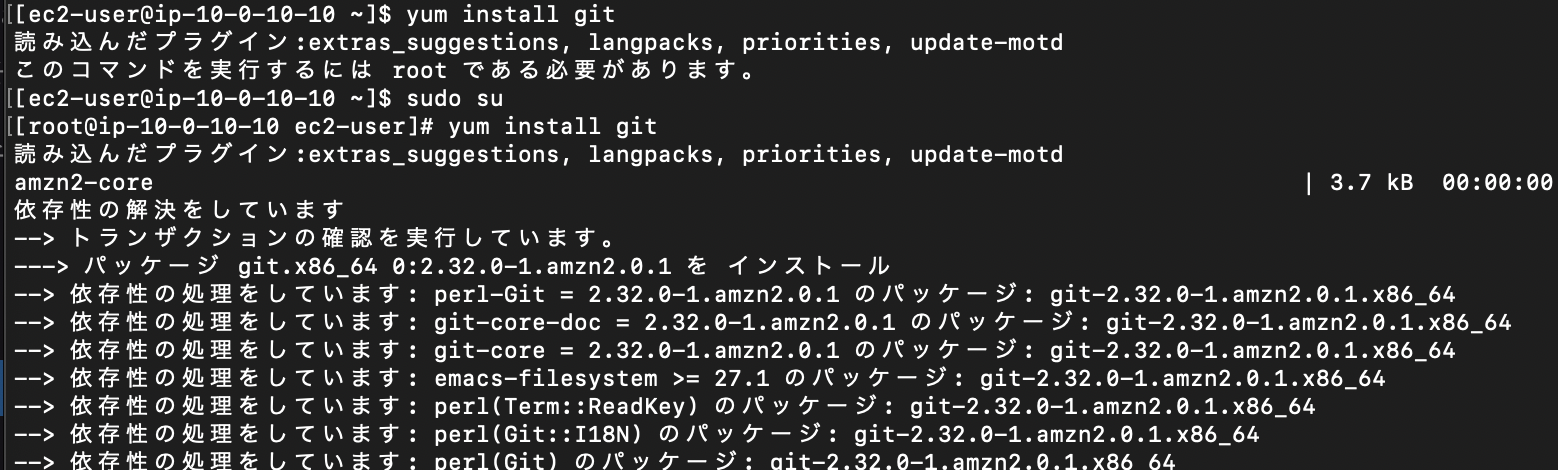 [[ec2-user@ip-10-0-10-10 ~]$ yum install git
読み込んだプラグイン:extras_suggestions, langpacks, priorities, update-motd
このコマンドを実行するには root である必要があります。
[[ec2-user@ip-10-0-10-10 ~]$ sudo su
[[root@ip-10-0-10-10 ec2-user]# yum install git
読み込んだプラグイン:extras_suggestions, langpacks, priorities, update-motd
amzn2-core | 3.7 kB 00:00:00
依存性の解決をしています
--> トランザクションの確認を実行しています。
---> パッケージ git.x86_64 0:2.32.0-1.amzn2.0.1 を インストール
--> 依存性の処理をしています: perl-Git = 2.32.0-1.amzn2.0.1 のパッケージ: git-2.32.0-1.amzn2.0.1.x86_64
--> 依存性の処理をしています: git-core-doc = 2.32.0-1.amzn2.0.1 のパッケージ: git-2.32.0-1.amzn2.0.1.x86_64
--> 依存性の処理をしています: git-core = 2.32.0-1.amzn2.0.1 のパッケージ: git-2.32.0-1.amzn2.0.1.x86_64
--> 依存性の処理をしています: emacs-filesystem >= 27.1 のパッケージ: git-2.32.0-1.amzn2.0.1.x86_64
--> 依存性の処理をしています: perl(Term::ReadKey) のパッケージ: git-2.32.0-1.amzn2.0.1.x86_64
--> 依存性の処理をしています: perl(Git::I18N) のパッケージ: git-2.32.0-1.amzn2.0.1.x86_64
--> 依存性の処理をしています: perl(Git) のパッケージ: git-2.32.0-1.amzn2.0.1.x86_64